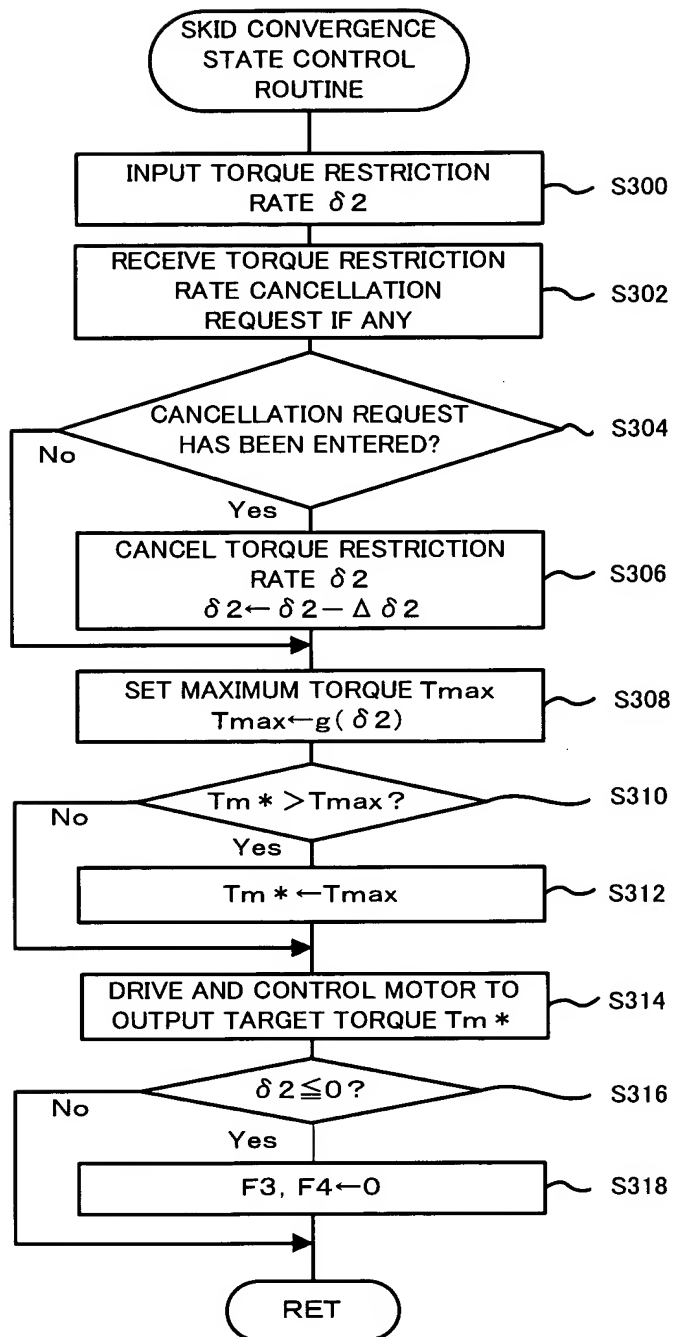 SKID CONVERGENCE
STATE CONTROL
ROUTINE
INPUT TORQUE RESTRICTION
RATE δ2
S300
RECEIVE TORQUE RESTRICTION
RATE CANCELLATION
REQUEST IF ANY
S302
CANCELLATION REQUEST
HAS BEEN ENTERED?
S304
No
Yes
CANCEL TORQUE RESTRICTION
RATE δ2
δ2←δ2−Δδ2
S306
SET MAXIMUM TORQUE Tmax
Tmax←g(δ2)
S308
Tm*>Tmax?
S310
No
Yes
Tm*←Tmax
S312
DRIVE AND CONTROL MOTOR TO
OUTPUT TARGET TORQUE Tm*
S314
δ2≦0?
S316
No
Yes
F3, F4←0
S318
RET